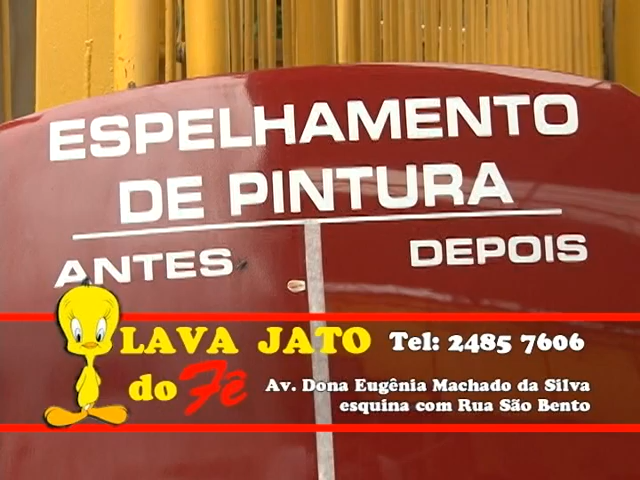 ESPELHAMENTO
DE PINTURA
ANTES
DEPOIS
LAVA JATO
do Fê
Tel: 2485 7606
Av. Dona Eugênia Machado da Silva
esquina com Rua São Bento